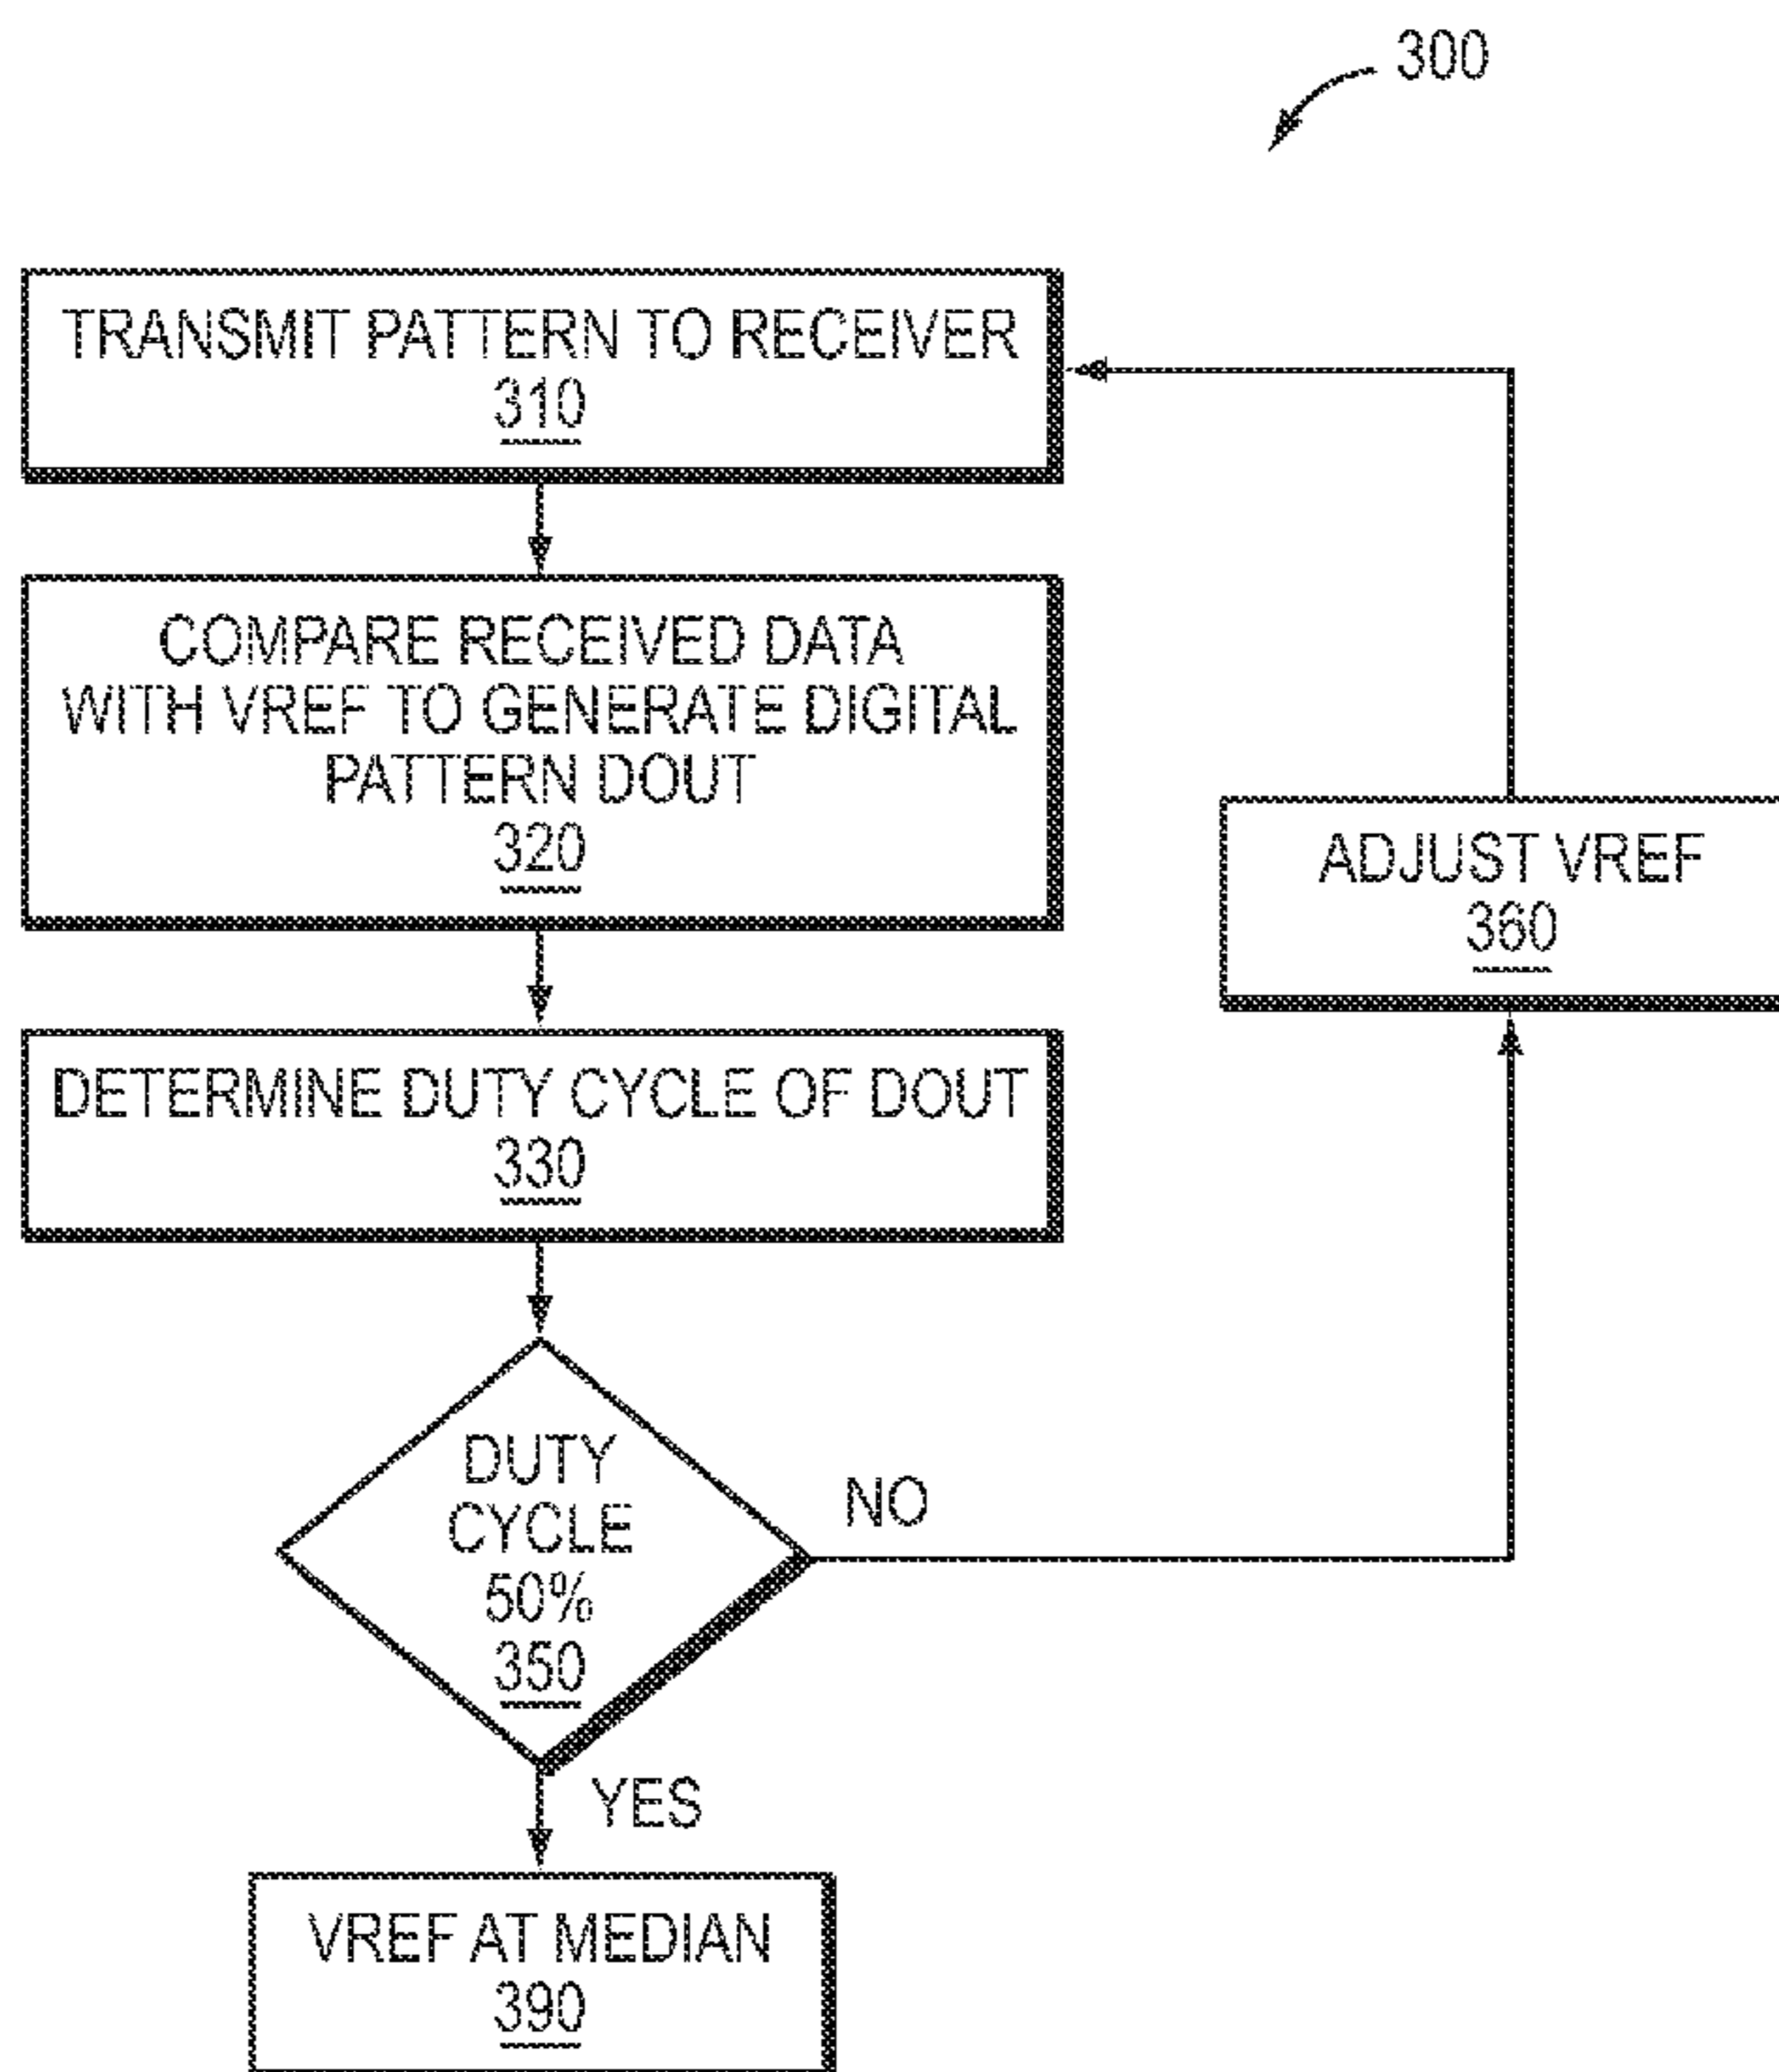 300
TRANSMIT PATTERN TO RECEIVER
310
COMPARE RECEIVED DATA
WITH VREF TO GENERATE DIGITAL
PATTERN DOUT
320
ADJUST VREF
360
DETERMINE DUTY CYCLE OF DOUT
330
DUTY
CYCLE
50%
350
NO
YES
VREF AT MEDIAN
390